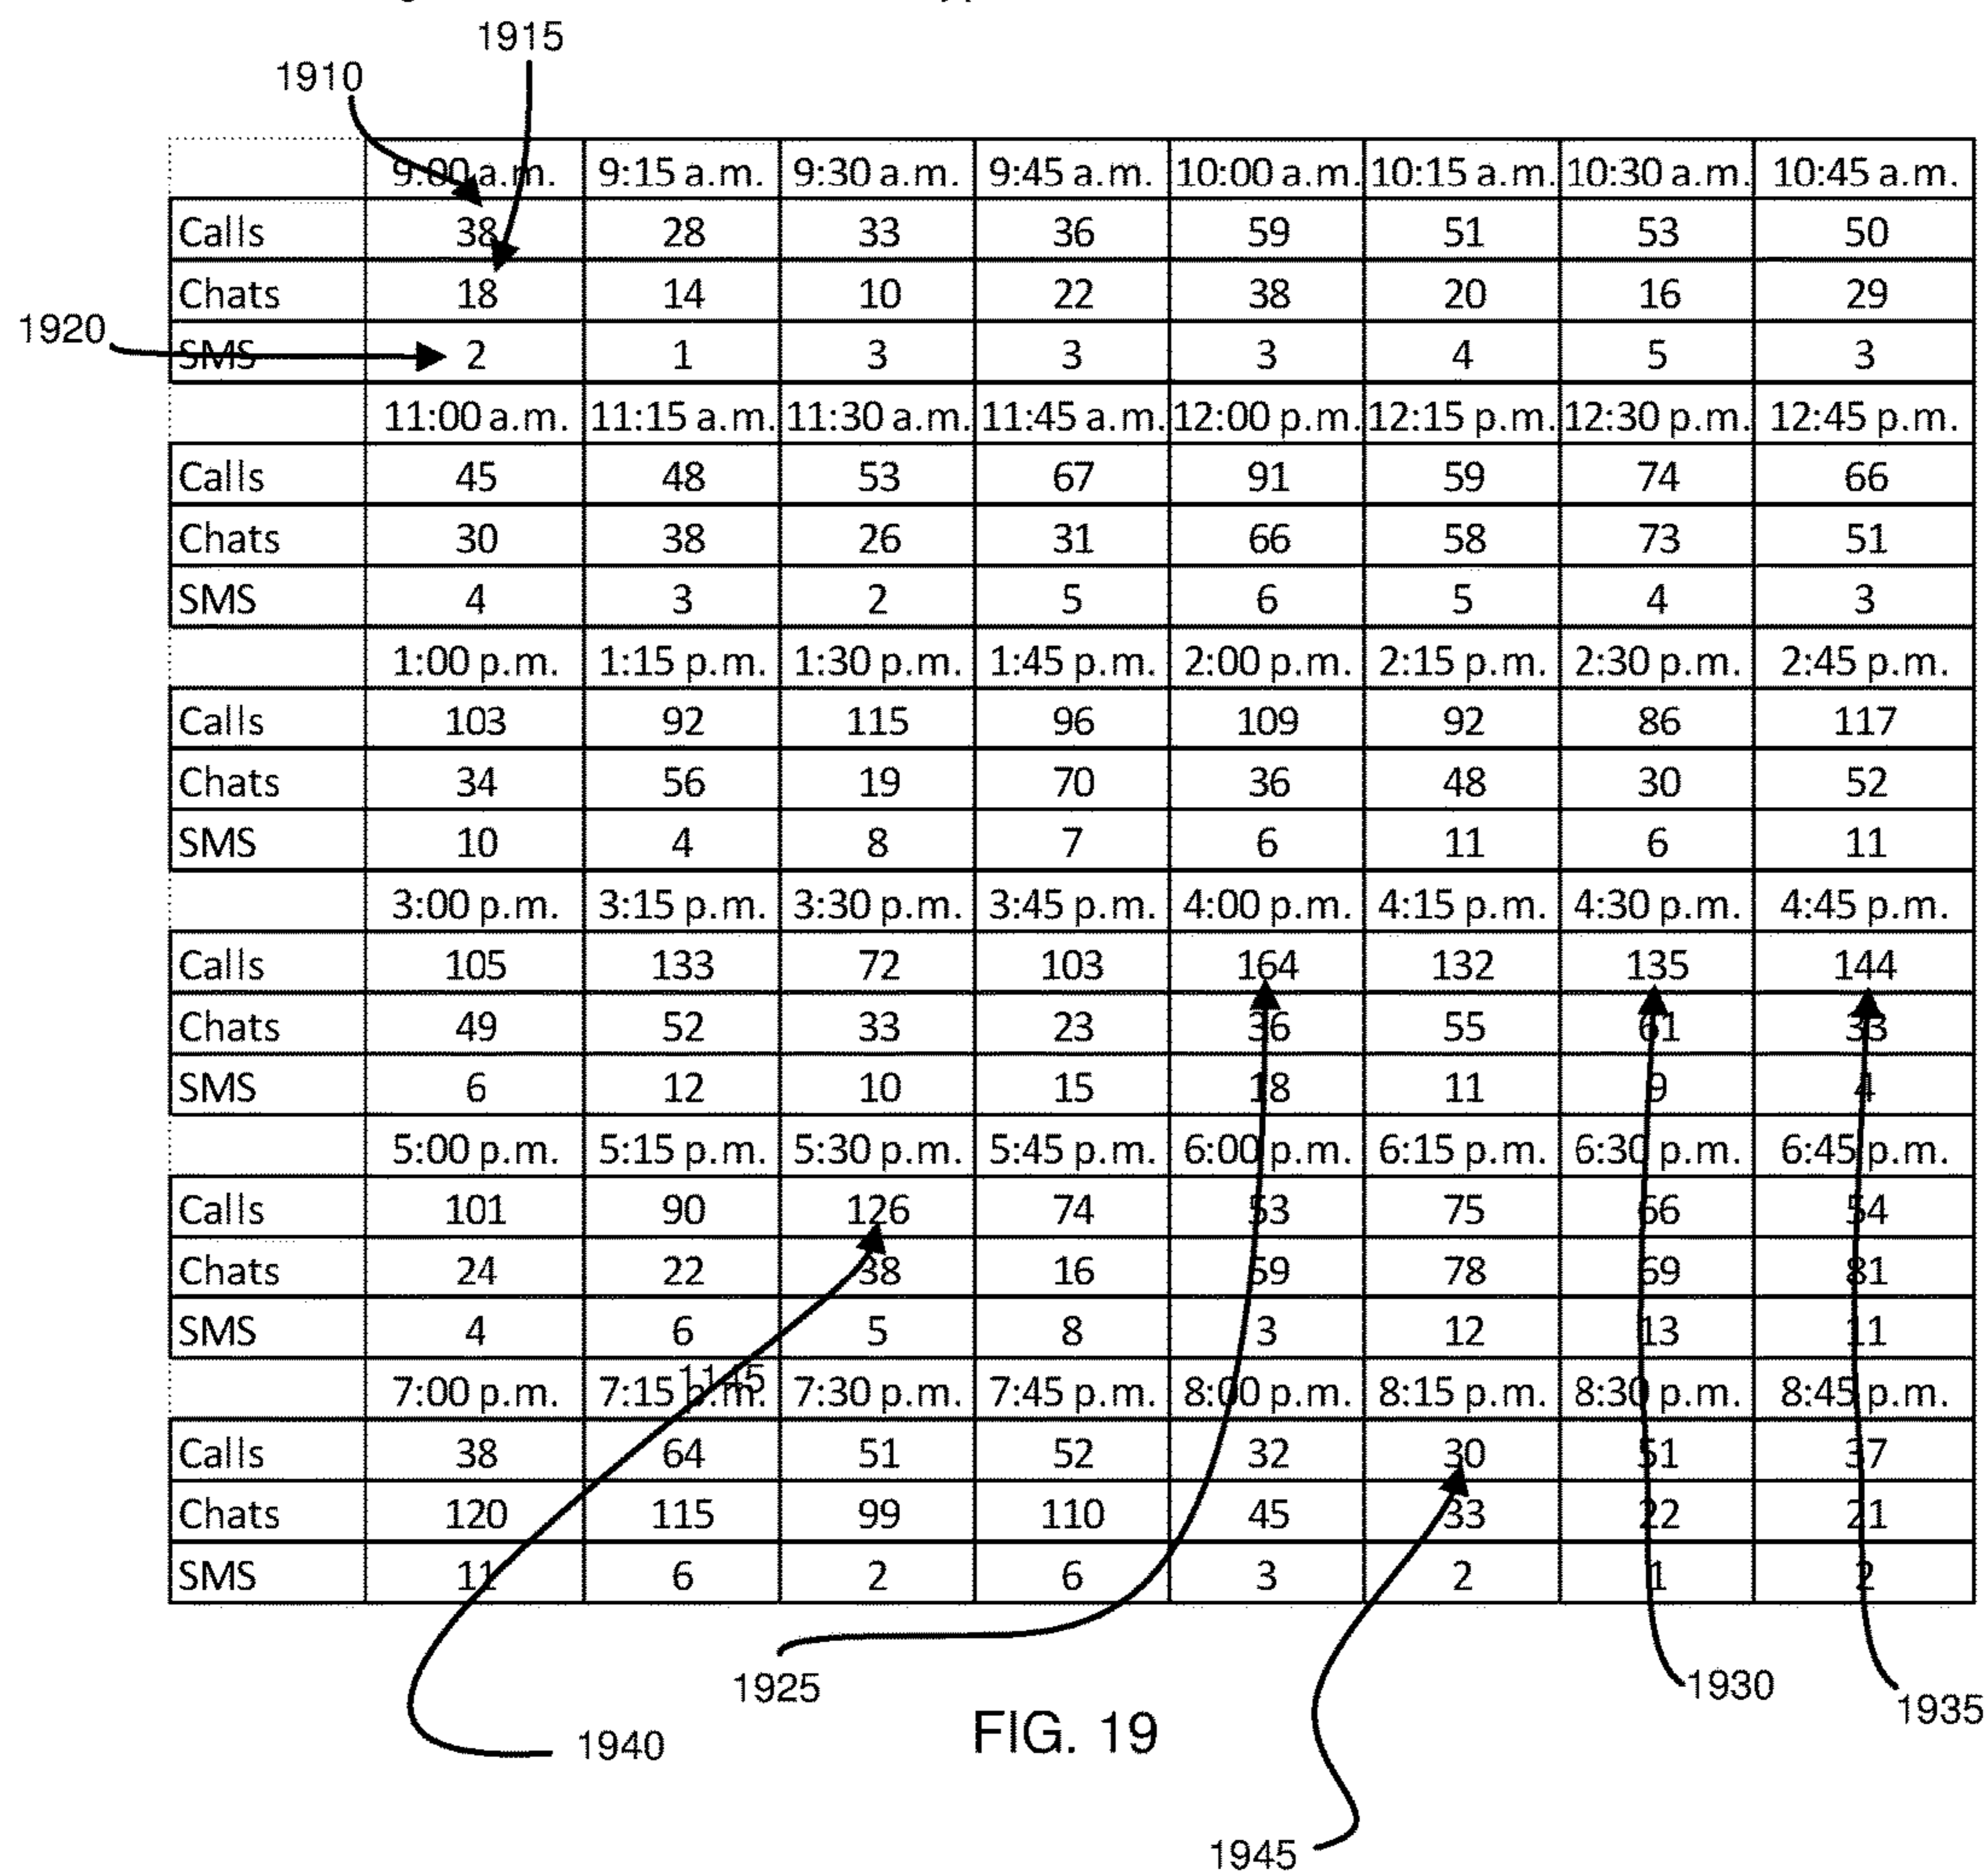 1915
1910
9:00 a.m. 9:15 a.m. 9:30 a.m. 9:45 a.m. 10:00 a.m. 10:15 a.m. 10:30 a.m. 10:45 a.m.
Calls 38 28 33 36 59 51 53 50
Chats 18 14 10 22 38 20 16 29
1920
SMS 2 1 3 3 3 4 5 3
11:00 a.m. 11:15 a.m. 11:30 a.m. 11:45 a.m. 12:00 p.m. 12:15 p.m. 12:30 p.m. 12:45 p.m.
Calls 45 48 53 67 91 59 74 66
Chats 30 38 26 31 66 58 73 51
SMS 4 3 2 5 6 5 4 3
1:00 p.m. 1:15 p.m. 1:30 p.m. 1:45 p.m. 2:00 p.m. 2:15 p.m. 2:30 p.m. 2:45 p.m.
Calls 103 92 115 96 109 92 86 117
Chats 34 56 19 70 36 48 30 52
SMS 10 4 8 7 6 11 6 11
3:00 p.m. 3:15 p.m. 3:30 p.m. 3:45 p.m. 4:00 p.m. 4:15 p.m. 4:30 p.m. 4:45 p.m.
Calls 105 133 72 103 164 132 135 144
Chats 49 52 33 23 36 55 61 33
SMS 6 12 10 15 18 11 9 4
5:00 p.m. 5:15 p.m. 5:30 p.m. 5:45 p.m. 6:00 p.m. 6:15 p.m. 6:30 p.m. 6:45 p.m.
Calls 101 90 126 74 53 75 66 54
Chats 24 22 38 16 59 78 69 81
SMS 4 6 5 8 3 12 13 11
1145
7:00 p.m. 7:15 p.m. 7:30 p.m. 7:45 p.m. 8:00 p.m. 8:15 p.m. 8:30 p.m. 8:45 p.m.
Calls 38 64 51 52 32 30 51 37
Chats 120 115 99 110 45 33 22 21
SMS 11 6 2 6 3 2 1 2
1925
1930
1935
1940
FIG. 19
1945